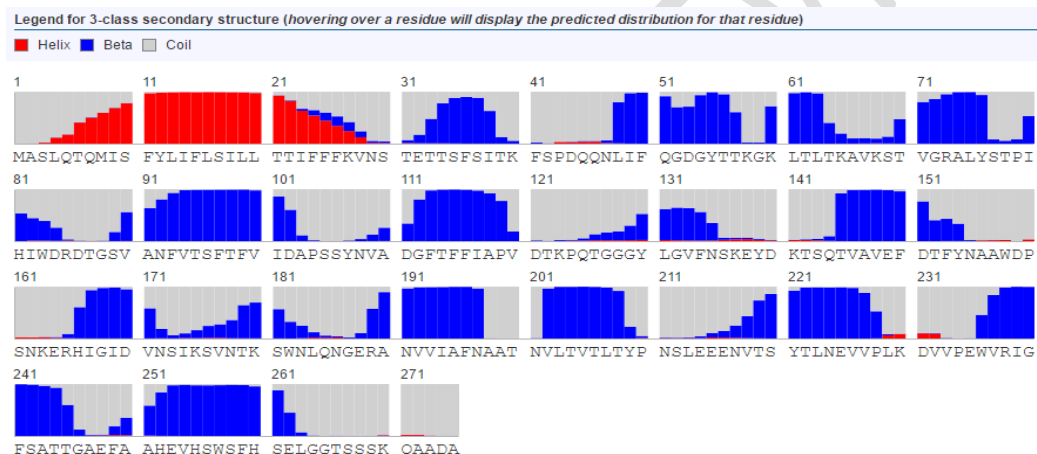 Legend for 3-class secondary structure (hovering over a residue will display the predicted distribution for that residue)
Helix Beta Coil
1 11 21 31 41 51 61 71
MASLQTQMIS FYLIFLSILL TTIFFFKVNS TETTSFSITK FSPDQQNLIF QGDGYTTKGK LTLTKAVKST VGRALYSTPI
81 91 101 111 121 131 141 151
HIWDRDTGSV ANFVTSFTFV IDAPSSYNVA DGFTFFIAPV DTKPQTGGGY LGVFNSKEYD KTSQTVAVEF DTFYNAAWDP
161 171 181 191 201 211 221 231
SNKERHIGID VNSIKSVNTK SWNLQNGERA NVVIAFNAAT NVLTVTLTYP NSLEEENVTS YTLNEVVPLK DVVPEWVRIG
241 251 261 271
FSATTGAEFA AHEVHSWSFH SELGGTSSSK QAADA